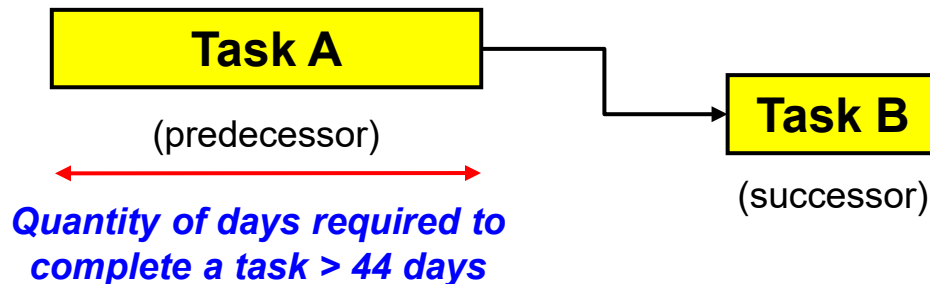 Task A
(predecessor)
Quantity of days required to
complete a task > 44 days
Task B
(successor)